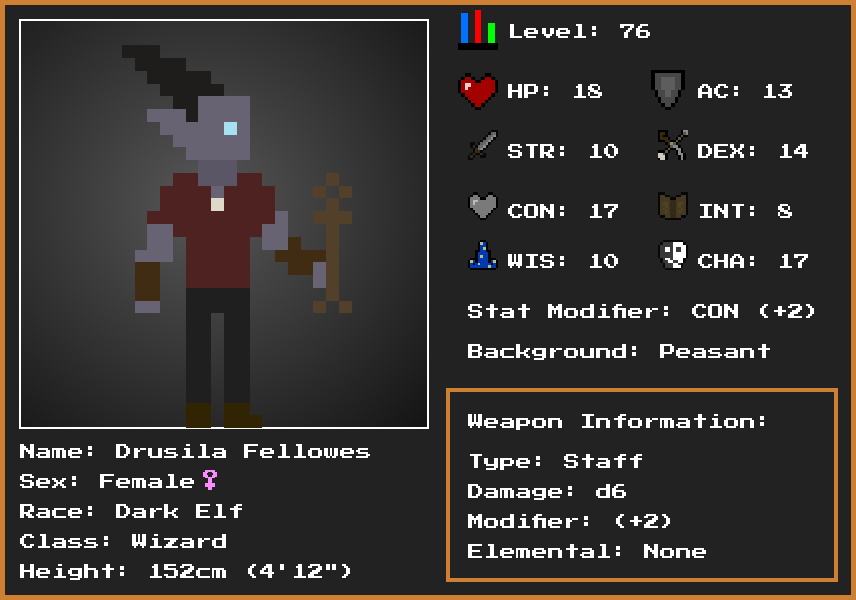 Level: 76
HP: 18 AC: 13
STR: 10 DEX: 14
CON: 17 INT: 8
WIS: 10 CHA: 17
Stat Modifier: CON (+2)
Background: Peasant
Weapon Information:
Type: Staff
Damage: d6
Modifier: (+2)
Elemental: None
Name: Drusila Fellowes
Sex: Female♀
Race: Dark Elf
Class: Wizard
Height: 152cm (4'12")